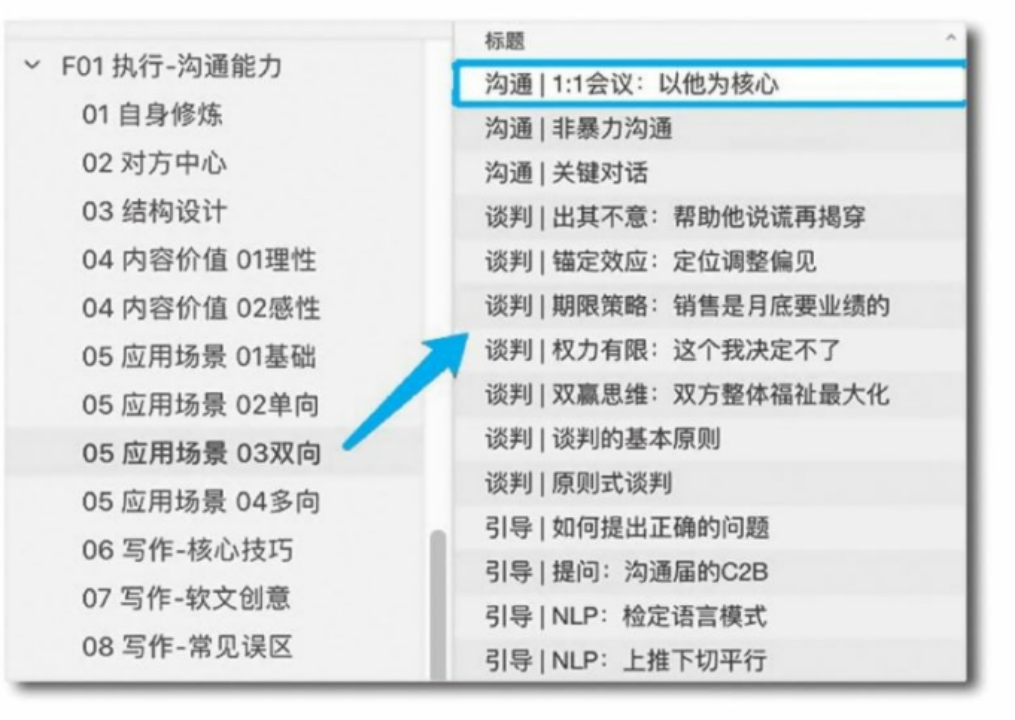 F01 执行-沟通能力
01 自身修炼
02 对方中心
03 结构设计
04 内容价值 01理性
04 内容价值 02感性
05 应用场景 01基础
05 应用场景 02单向
05 应用场景 03双向
05 应用场景 04多向
06 写作-核心技巧
07 写作-软文创意
08 写作-常见误区
标题
沟通 | 1:1会议：以他为核心
沟通 | 非暴力沟通
沟通 | 关键对话
谈判 | 出其不意：帮助他说谎再揭穿
谈判 | 锚定效应：定位调整偏见
谈判 | 期限策略：销售是月底要业绩的
谈判 | 权力有限：这个我决定不了
谈判 | 双赢思维：双方整体福祉最大化
谈判 | 谈判的基本原则
谈判 | 原则式谈判
引导 | 如何提出正确的问题
引导 | 提问：沟通届的C2B
引导 | NLP：检定语言模式
引导 | NLP：上推下切平行